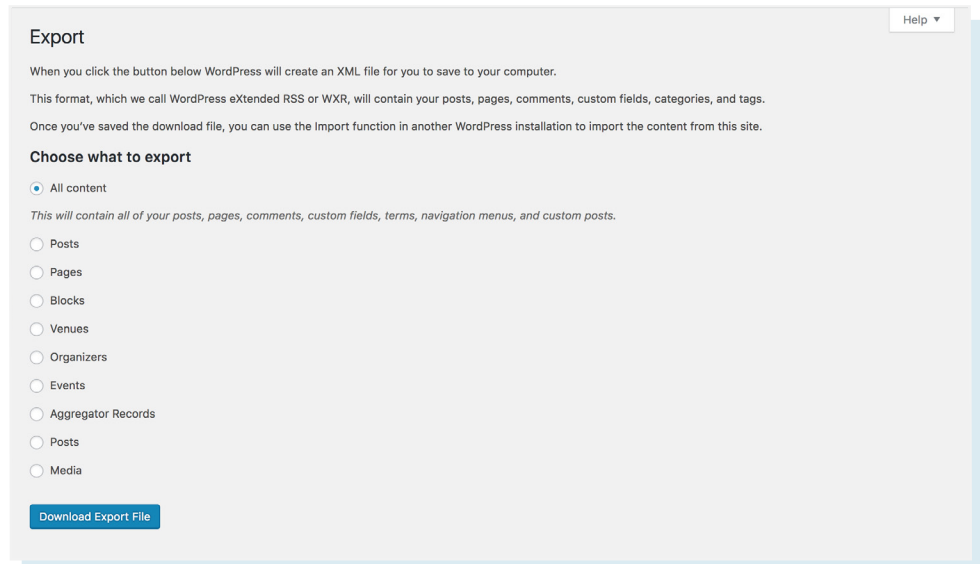 Help ▼
Export
When you click the button below WordPress will create an XML file for you to save to your computer.
This format, which we call WordPress eXtended RSS or WXR, will contain your posts, pages, comments, custom fields, categories, and tags.
Once you’ve saved the download file, you can use the Import function in another WordPress installation to import the content from this site.
Choose what to export
All content
This will contain all of your posts, pages, comments, custom fields, terms, navigation menus, and custom posts.
Posts
Pages
Blocks
Venues
Organizers
Events
Aggregator Records
Posts
Media
Download Export File